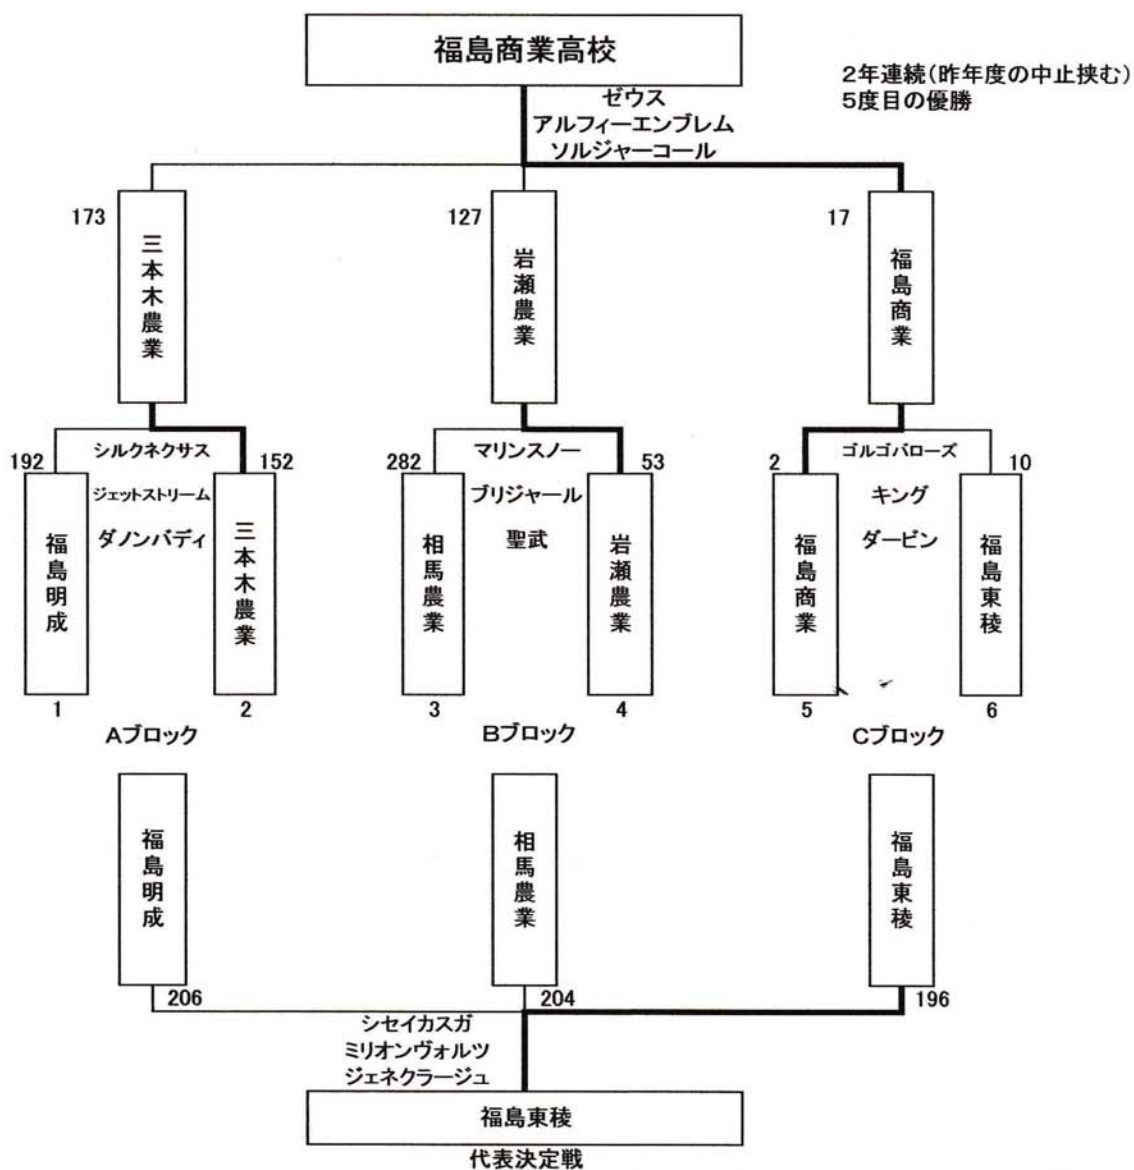 福島商業高校
2年連続(昨年度の中止挟む)
5度目の優勝
ゼウス
アルフィーエンブレム
ソルジャーコール
173
三本木農業
127
岩瀬農業
17
福島商業
シルクネクサス
ジェットストリーム
ダノンバディ
マリンスノー
ブリジャール
聖武
ゴルゴバローズ
キング
ダービン
192
福島明成
1
152
三本木農業
2
282
相馬農業
3
53
岩瀬農業
4
2
福島商業
5
10
福島東稜
6
Aブロック
Bブロック
Cブロック
福島明成
206
相馬農業
204
福島東稜
196
シセイカスガ
ミリオンヴォルツ
ジェネクラージュ
福島東稜
代表決定戦